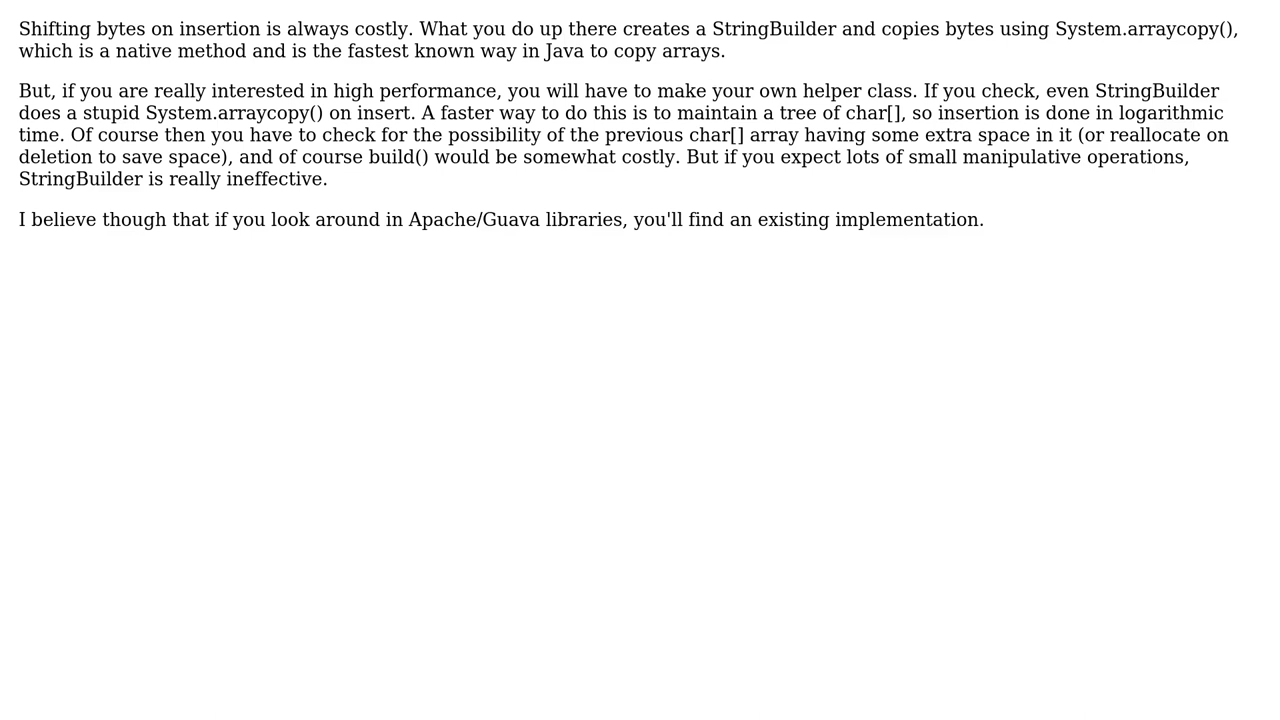 Shifting bytes on insertion is always costly. What you do up there creates a StringBuilder and copies bytes using System.arraycopy(),
which is a native method and is the fastest known way in Java to copy arrays.
But, if you are really interested in high performance, you will have to make your own helper class. If you check, even StringBuilder
does a stupid System.arraycopy() on insert. A faster way to do this is to maintain a tree of char[], so insertion is done in logarithmic
time. Of course then you have to check for the possibility of the previous char[] array having some extra space in it (or reallocate on
deletion to save space), and of course build() would be somewhat costly. But if you expect lots of small manipulative operations,
StringBuilder is really ineffective.
I believe though that if you look around in Apache/Guava libraries, you'll find an existing implementation.